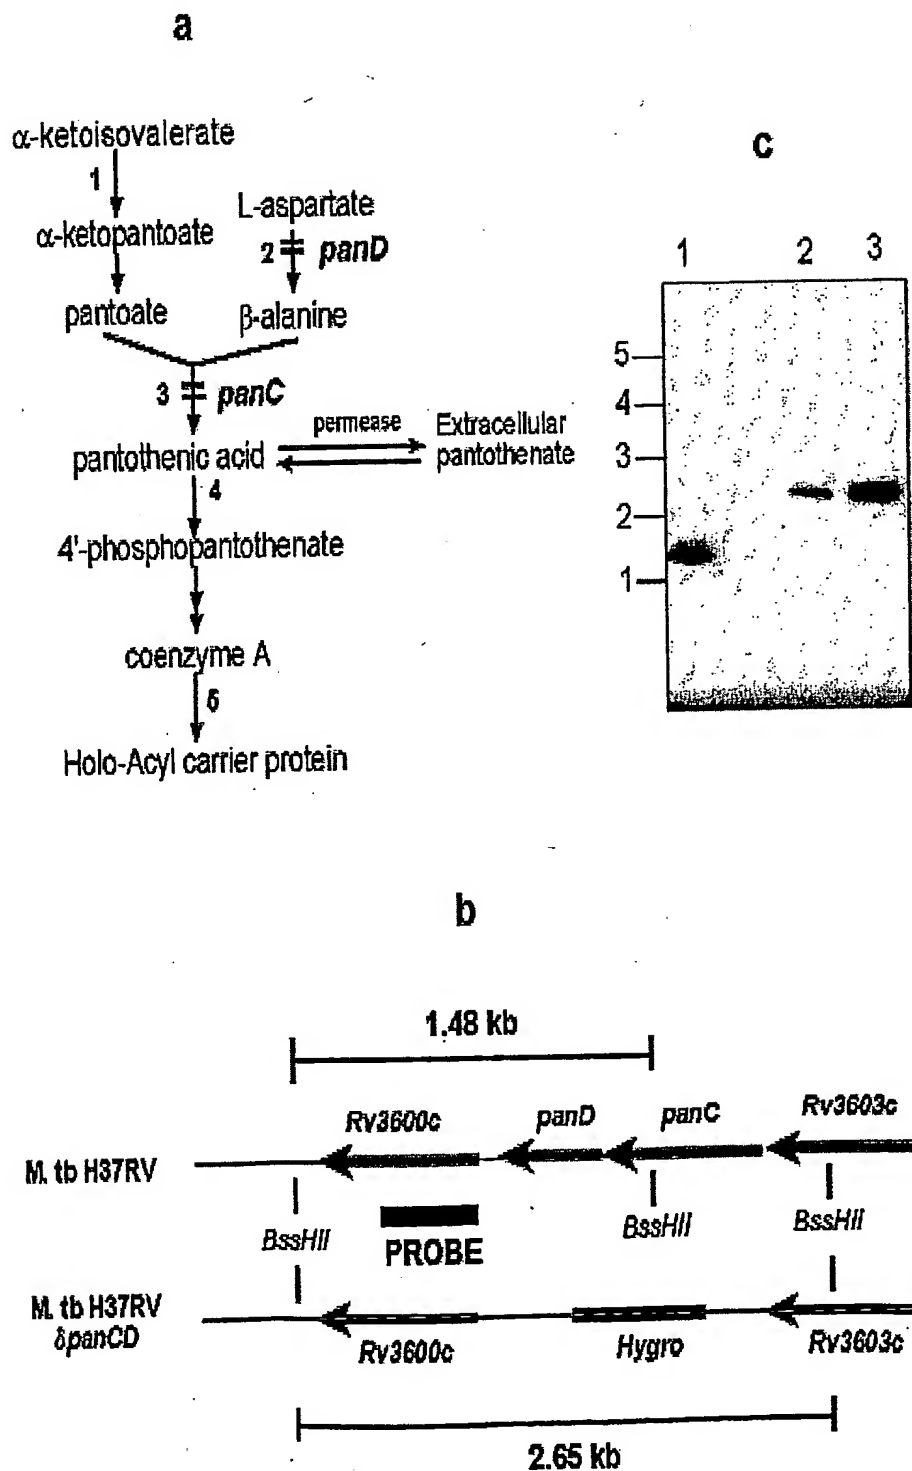 a
α-ketoisovalerate
1
α-ketopantoate
L-aspartate
2 panD
pantoate
β-alanine
3 panC
pantothenic acid
permease
Extracellular
pantothenate
4
4'-phosphopantothenate
coenzyme A
5
Holo-Acyl carrier protein
c
1 2 3
5
4
3
2
1
b
1.48 kb
Rv3600c panD panC Rv3603c
M. tb H37RV
BssHII BssHII BssHII
PROBE
M. tb H37RV
δpanCD
Rv3600c Hygro Rv3603c
2.65 kb